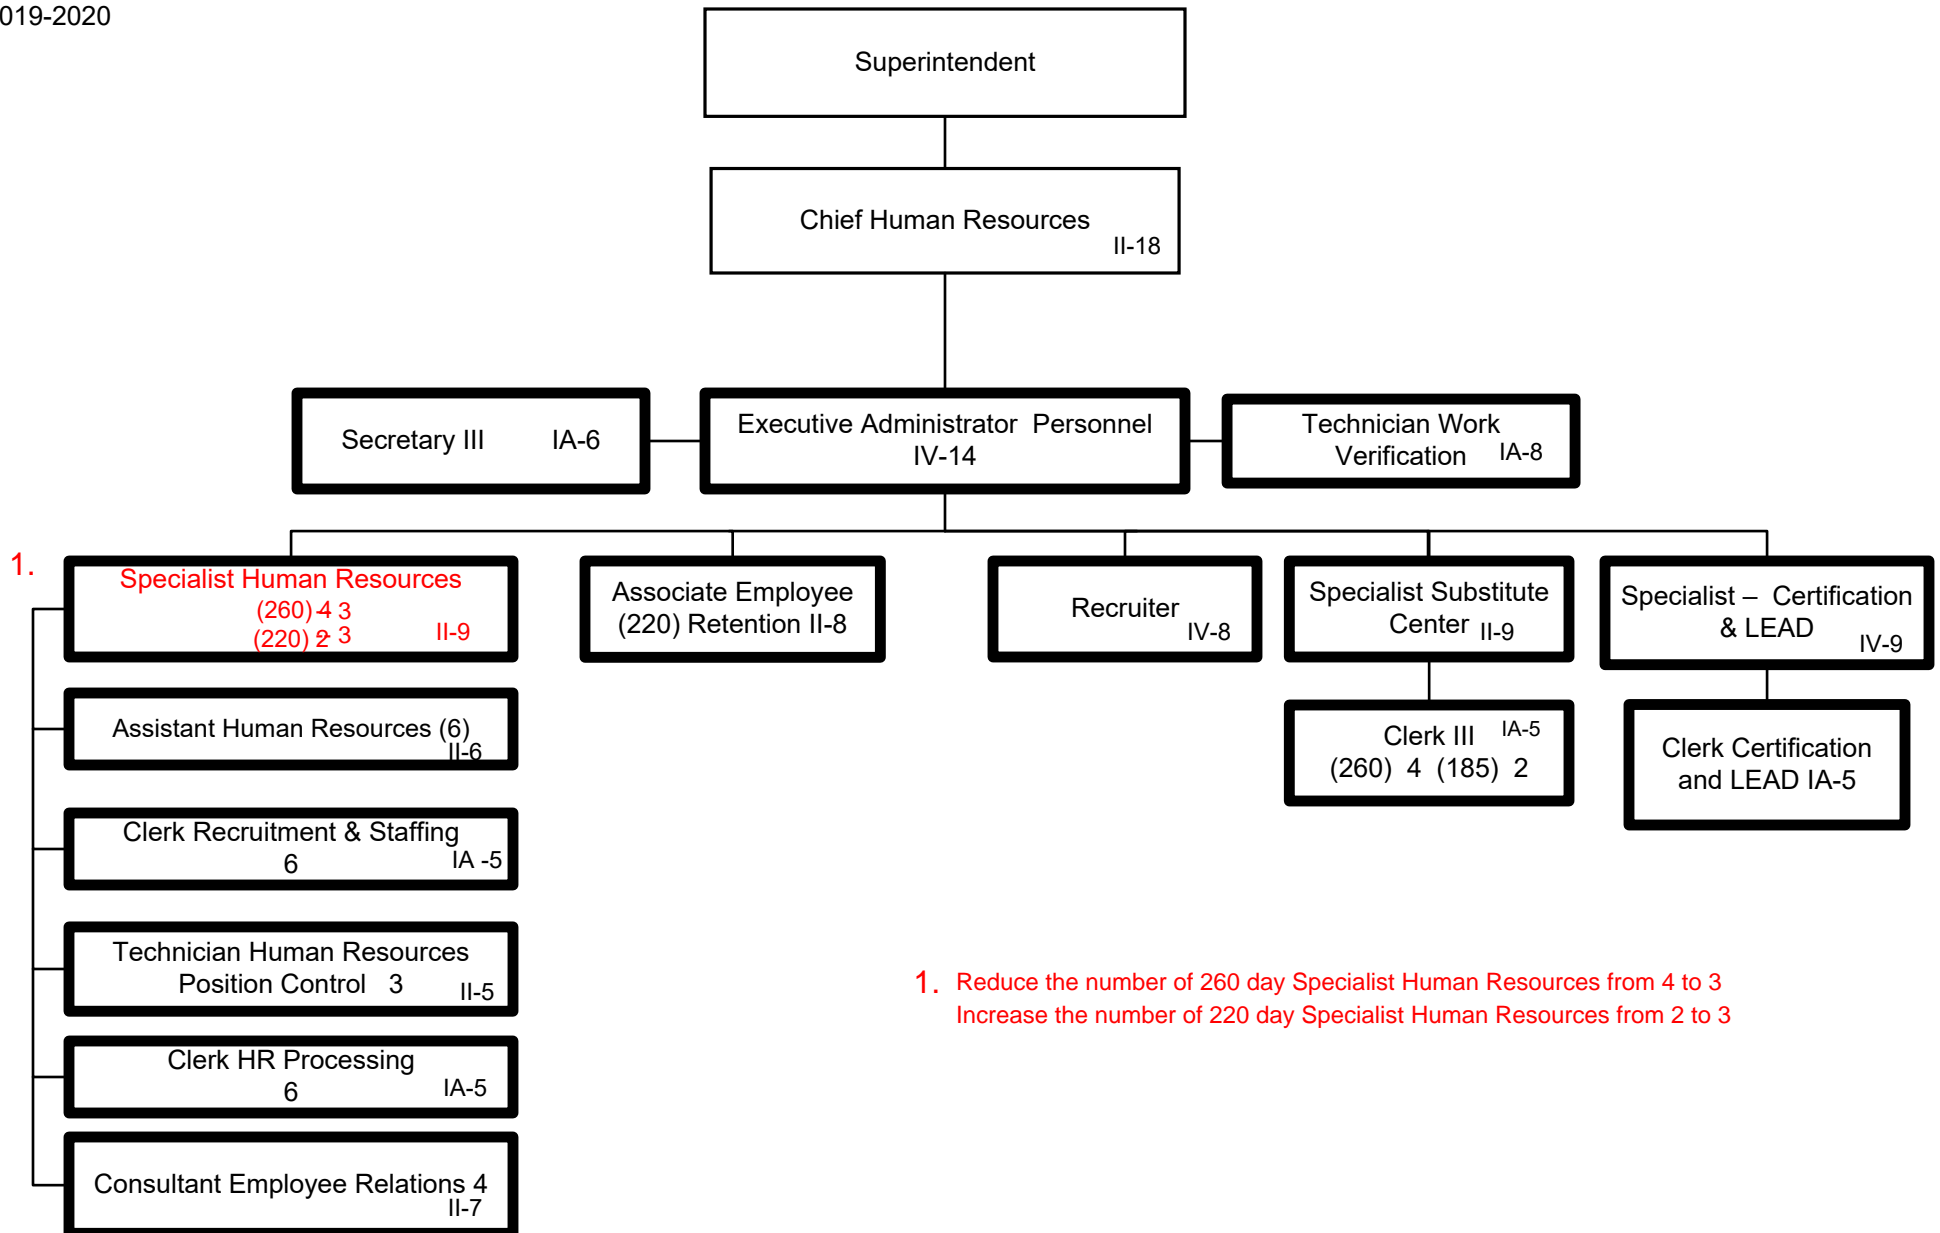 019-2020
Superintendent
Chief Human Resources
II-18
Secretary III IA-6
Executive Administrator Personnel
IV-14
Technician Work
Verification IA-8
1.
Specialist Human Resources
(260) 4 3
(220) 2 3 II-9
Associate Employee
(220) Retention II-8
Recruiter
IV-8
Specialist Substitute
Center II-9
Specialist – Certification
& LEAD
IV-9
Assistant Human Resources (6)
II-6
Clerk III IA-5
(260) 4 (185) 2
Clerk Certification
and LEAD IA-5
Clerk Recruitment & Staffing
6 IA -5
Technician Human Resources
Position Control 3 II-5
Clerk HR Processing
6 IA-5
Consultant Employee Relations 4
II-7
1. Reduce the number of 260 day Specialist Human Resources from 4 to 3
Increase the number of 220 day Specialist Human Resources from 2 to 3